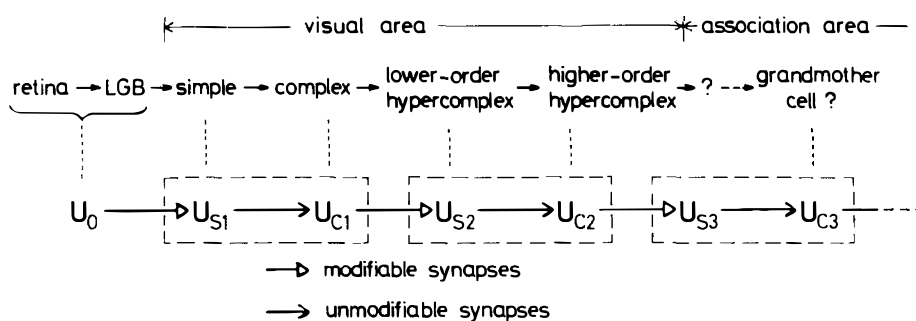 visual area association area
retina → LGB → simple → complex → lower-order hypercomplex → higher-order hypercomplex → ? --→ grandmother cell ?
U0 US1 UC1 US2 UC2 US3 UC3
modifiable synapses
unmodifiable synapses